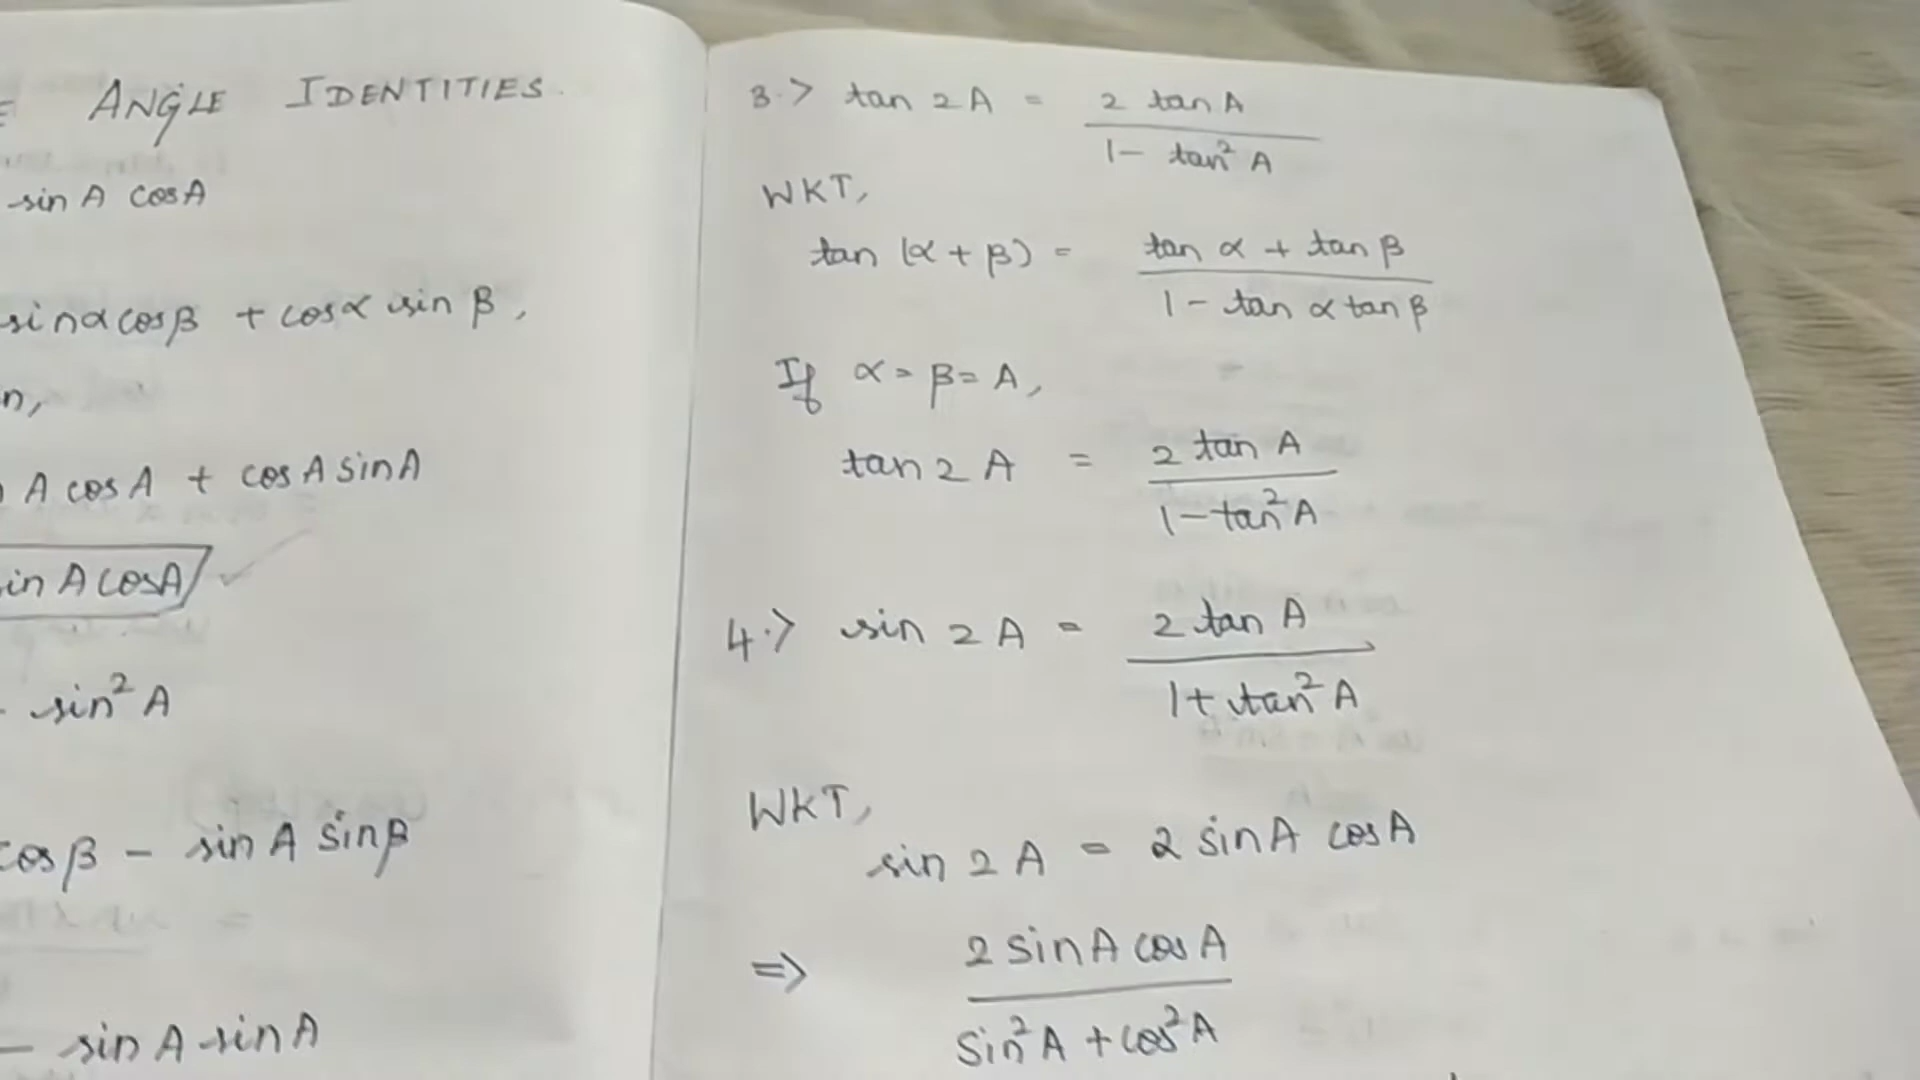 ANGLE IDENTITIES.
sin A cos A
sinα cosβ + cosα sin β,
n,
A cos A + cos A sin A
in A cosA
- sin² A
cos β - sin A sin β
- sin A sin A
3.> tan 2A = 2 tan A / 1 - tan² A
WKT,
tan (α + β) = tan α + tan β / 1 - tan α tan β
If α = β = A,
tan 2 A = 2 tan A / 1 - tan² A
4.> sin 2 A = 2 tan A / 1 + tan² A
WKT,
sin 2 A = 2 sin A cos A
=> 2 sin A cos A / Sin² A + cos² A